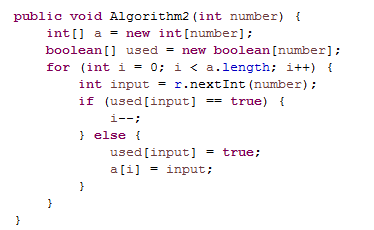 public void Algorithm2(int number) {
    int[] a = new int[number];
    boolean[] used = new boolean[number];
    for (int i = 0; i < a.length; i++) {
        int input = r.nextInt(number);
        if (used[input] == true) {
            i--;
        } else {
            used[input] = true;
            a[i] = input;
        }
    }
}